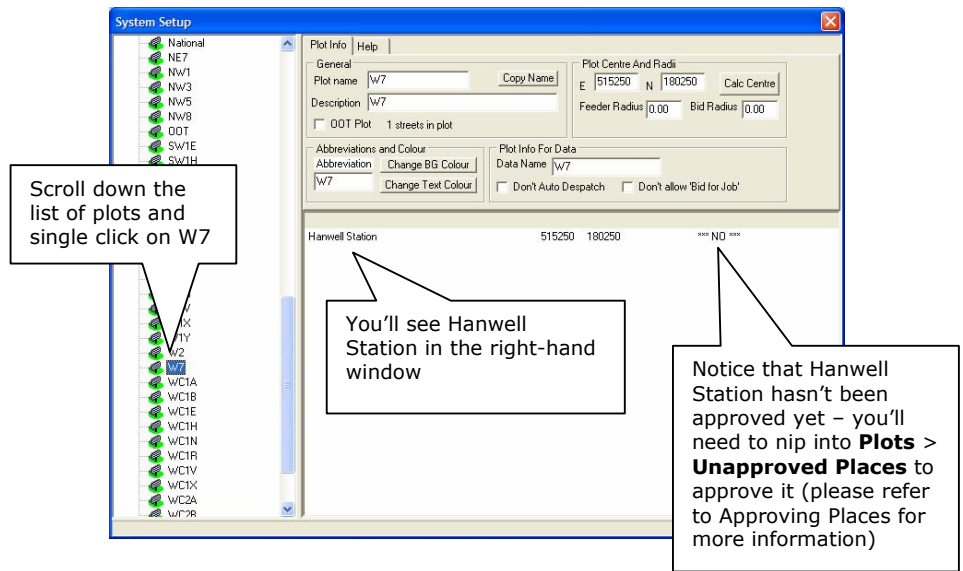 System Setup
National
NE7
NW1
NW3
NW5
NW8
OOT
SW1E
SW1H
Plot Info Help
General
Plot name W7 Copy Name
Description W7
OOT Plot 1 streets in plot
Plot Centre And Radii
E 515250 N 180250 Calc Centre
Feeder Radius 0.00 Bid Radius 0.00
Abbreviations and Colour
Abbreviation Change BG Colour
W7 Change Text Colour
Plot Info For Data
Data Name W7
Don't Auto Despatch Don't allow 'Bid for Job'
Hanwell Station 515250 180250 *** NO ***
Scroll down the
list of plots and
single click on W7
W2
W7
WC1A
WC1B
WC1E
WC1H
WC1N
WC1R
WC1V
WC1X
WC2A
WC2B
You'll see Hanwell
Station in the right-hand
window
Notice that Hanwell
Station hasn't been
approved yet – you'll
need to nip into Plots >
Unapproved Places to
approve it (please refer
to Approving Places for
more information)